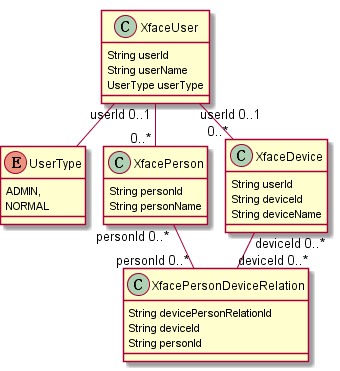 C XfaceUser
String userId
String userName
UserType userType
userId 0..1
userId 0..1
0..*
0..*
E UserType
ADMIN,
NORMAL
C XfacePerson
String personId
String personName
C XfaceDevice
String userId
String deviceId
String deviceName
personId 0..*
deviceId 0..*
personId 0..*
deviceId 0..*
C XfacePersonDeviceRelation
String devicePersonRelationId
String deviceId
String personId